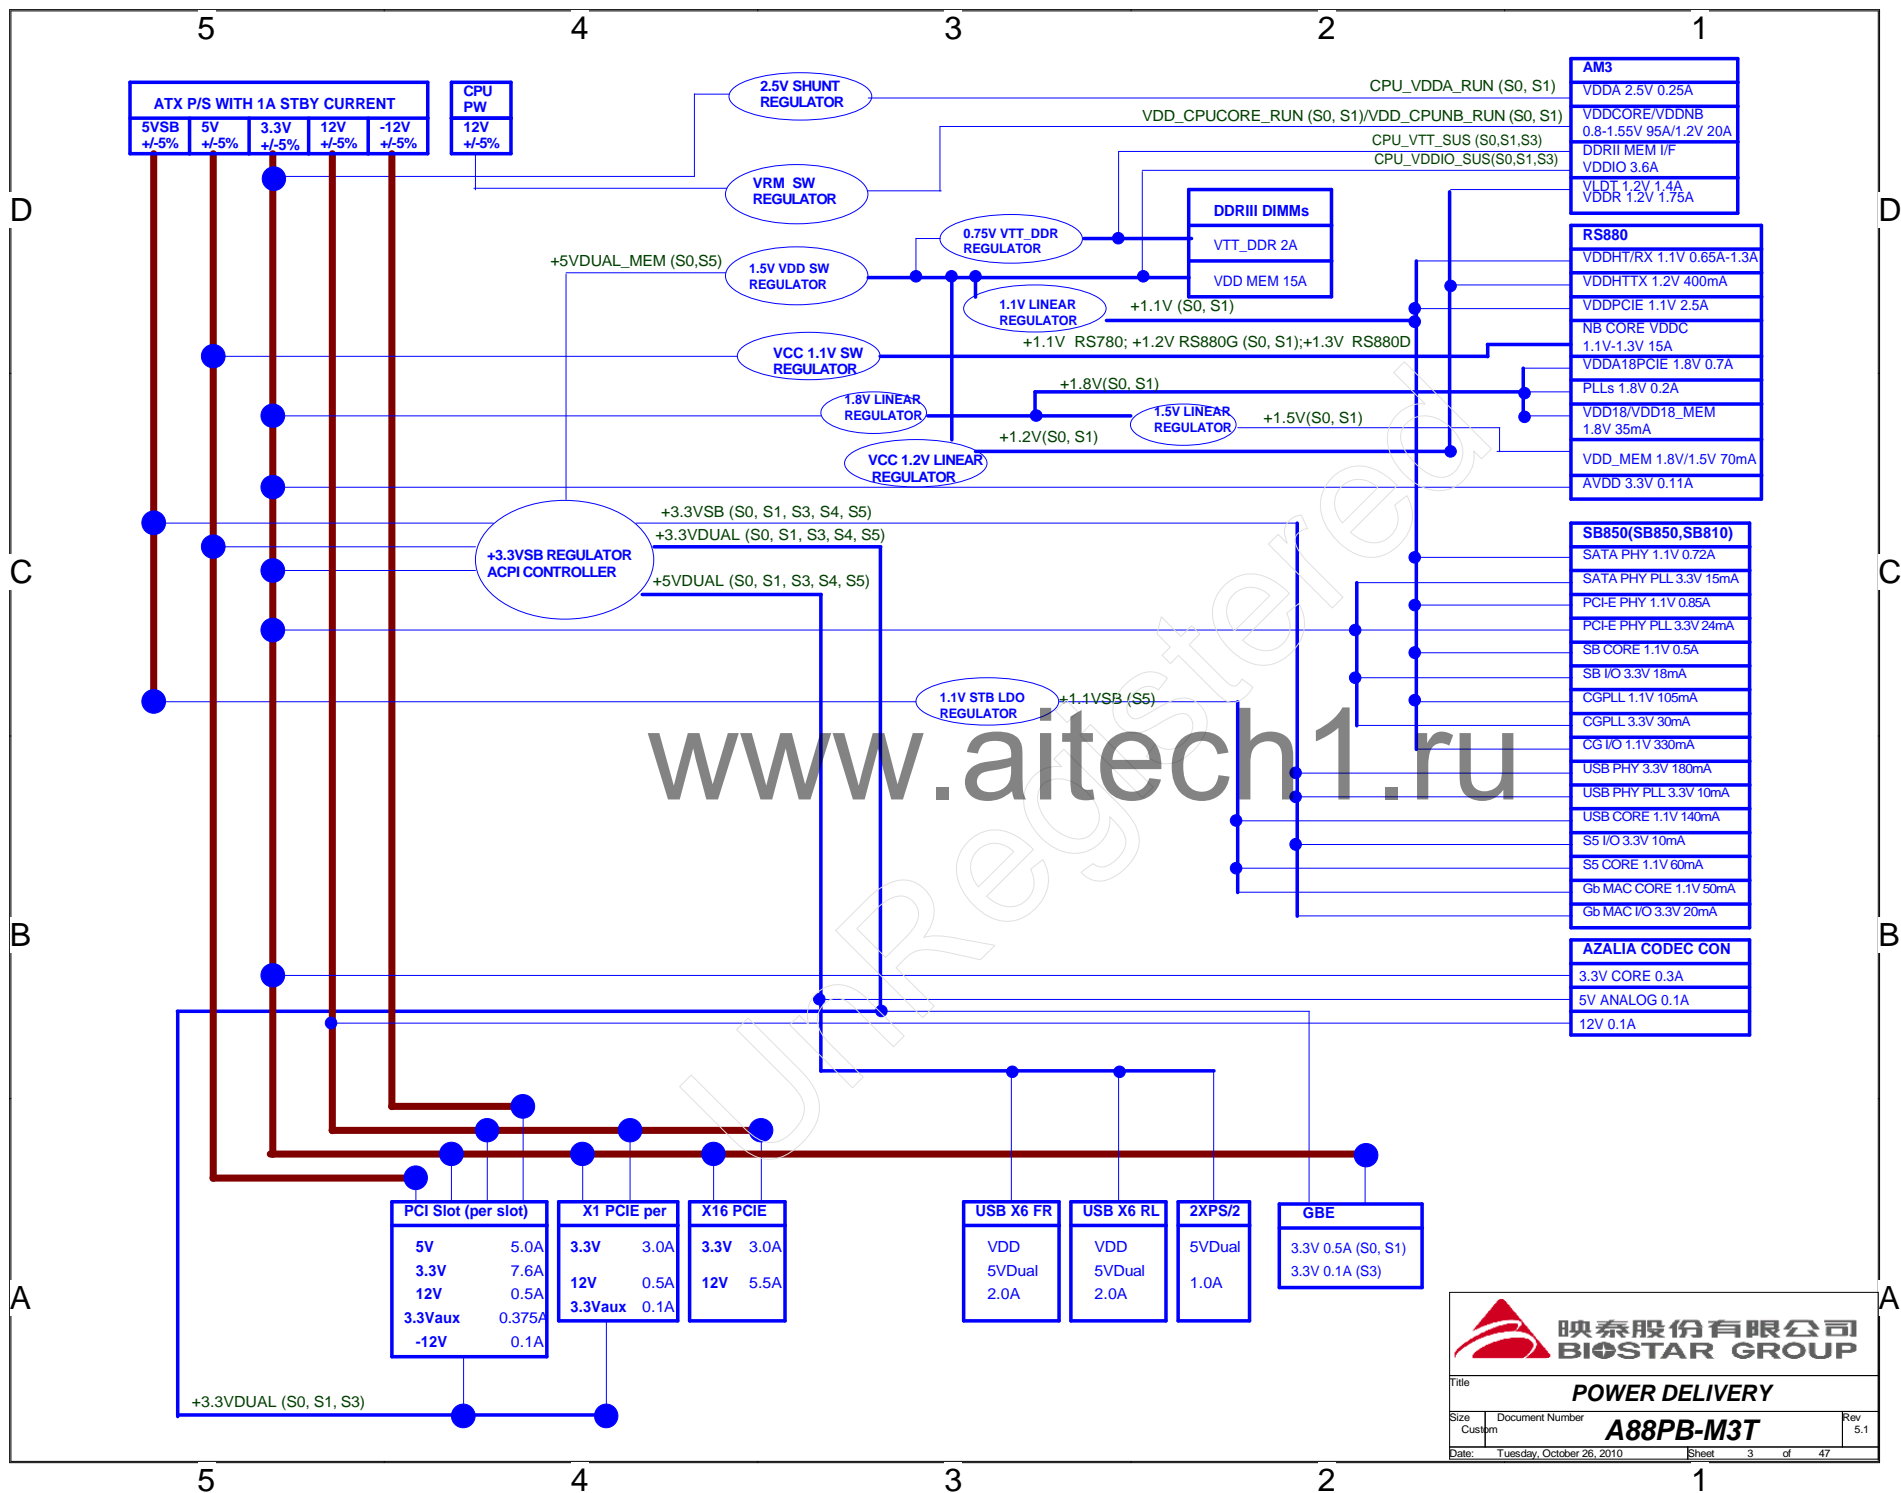 5 4 3 2 1
D
D
C
C
B
B
A
A
ATX P/S WITH 1A STBY CURRENT
5VSB
+/-5%
5V
+/-5%
3.3V
+/-5%
12V
+/-5%
-12V
+/-5%
CPU
PW
12V
+/-5%
2.5V SHUNT
REGULATOR
VRM SW
REGULATOR
+5VDUAL_MEM (S0,S5)
1.5V VDD SW
REGULATOR
0.75V VTT_DDR
REGULATOR
1.1V LINEAR
REGULATOR
VCC 1.1V SW
REGULATOR
1.8V LINEAR
REGULATOR
1.5V LINEAR
REGULATOR
VCC 1.2V LINEAR
REGULATOR
+3.3VSB REGULATOR
ACPI CONTROLLER
1.1V STB LDO
REGULATOR
CPU_VDDA_RUN (S0, S1)
VDD_CPUCORE_RUN (S0, S1)/VDD_CPUNB_RUN (S0, S1)
CPU_VTT_SUS (S0,S1,S3)
CPU_VDDIO_SUS(S0,S1,S3)
+1.1V (S0, S1)
+1.1V RS780; +1.2V RS880G (S0, S1);+1.3V RS880D
+1.8V(S0, S1)
+1.5V(S0, S1)
+1.2V(S0, S1)
+3.3VSB (S0, S1, S3, S4, S5)
+3.3VDUAL (S0, S1, S3, S4, S5)
+5VDUAL (S0, S1, S3, S4, S5)
+1.1VSB (S5)
DDRIII DIMMs
VTT_DDR 2A
VDD MEM 15A
AM3
VDDA 2.5V 0.25A
VDDCORE/VDDNB
0.8-1.55V 95A/1.2V 20A
DDRII MEM I/F
VDDIO 3.6A
VLDT 1.2V 1.4A
VDDR 1.2V 1.75A
RS880
VDDHT/RX 1.1V 0.65A-1.3A
VDDHTTX 1.2V 400mA
VDDPCIE 1.1V 2.5A
NB CORE VDDC
1.1V-1.3V 15A
VDDA18PCIE 1.8V 0.7A
PLLs 1.8V 0.2A
VDD18/VDD18_MEM
1.8V 35mA
VDD_MEM 1.8V/1.5V 70mA
AVDD 3.3V 0.11A
SB850(SB850,SB810)
SATA PHY 1.1V 0.72A
SATA PHY PLL 3.3V 15mA
PCI-E PHY 1.1V 0.85A
PCI-E PHY PLL 3.3V 24mA
SB CORE 1.1V 0.5A
SB I/O 3.3V 18mA
CGPLL 1.1V 105mA
CGPLL 3.3V 30mA
CG I/O 1.1V 330mA
USB PHY 3.3V 180mA
USB PHY PLL 3.3V 10mA
USB CORE 1.1V 140mA
S5 I/O 3.3V 10mA
S5 CORE 1.1V 60mA
Gb MAC CORE 1.1V 50mA
Gb MAC I/O 3.3V 20mA
AZALIA CODEC CON
3.3V CORE 0.3A
5V ANALOG 0.1A
12V 0.1A
www.aitech1.ru
UnRegistered
PCI Slot (per slot)
5V 5.0A
3.3V 7.6A
12V 0.5A
3.3Vaux 0.375A
-12V 0.1A
X1 PCIE per
3.3V 3.0A
12V 0.5A
3.3Vaux 0.1A
X16 PCIE
3.3V 3.0A
12V 5.5A
USB X6 FR
VDD
5VDual
2.0A
USB X6 RL
VDD
5VDual
2.0A
2XPS/2
5VDual
1.0A
GBE
3.3V 0.5A (S0, S1)
3.3V 0.1A (S3)
+3.3VDUAL (S0, S1, S3)
映泰股份有限公司
BIOSTAR GROUP
Title
POWER DELIVERY
Size
Custom
Document Number
A88PB-M3T
Rev
5.1
Date: Tuesday, October 26, 2010
Sheet 3 of 47
5 4 3 2 1